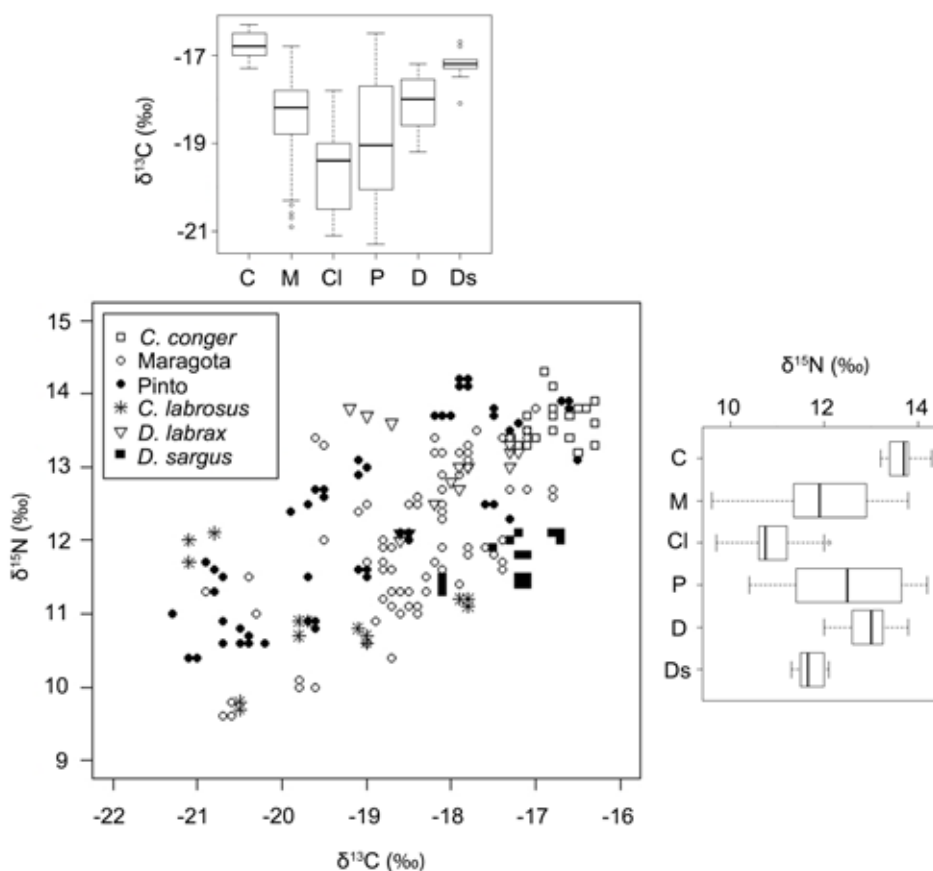 δ¹³C (‰)
-17
-19
-21
C M Cl P D Ds
δ¹⁵N (‰)
15
14
13
12
11
10
9
C. conger
Maragota
Pinto
C. labrosus
D. labrax
D. sargus
-22 -21 -20 -19 -18 -17 -16
δ¹³C (‰)
δ¹⁵N (‰)
10 12 14
C
M
Cl
P
D
Ds